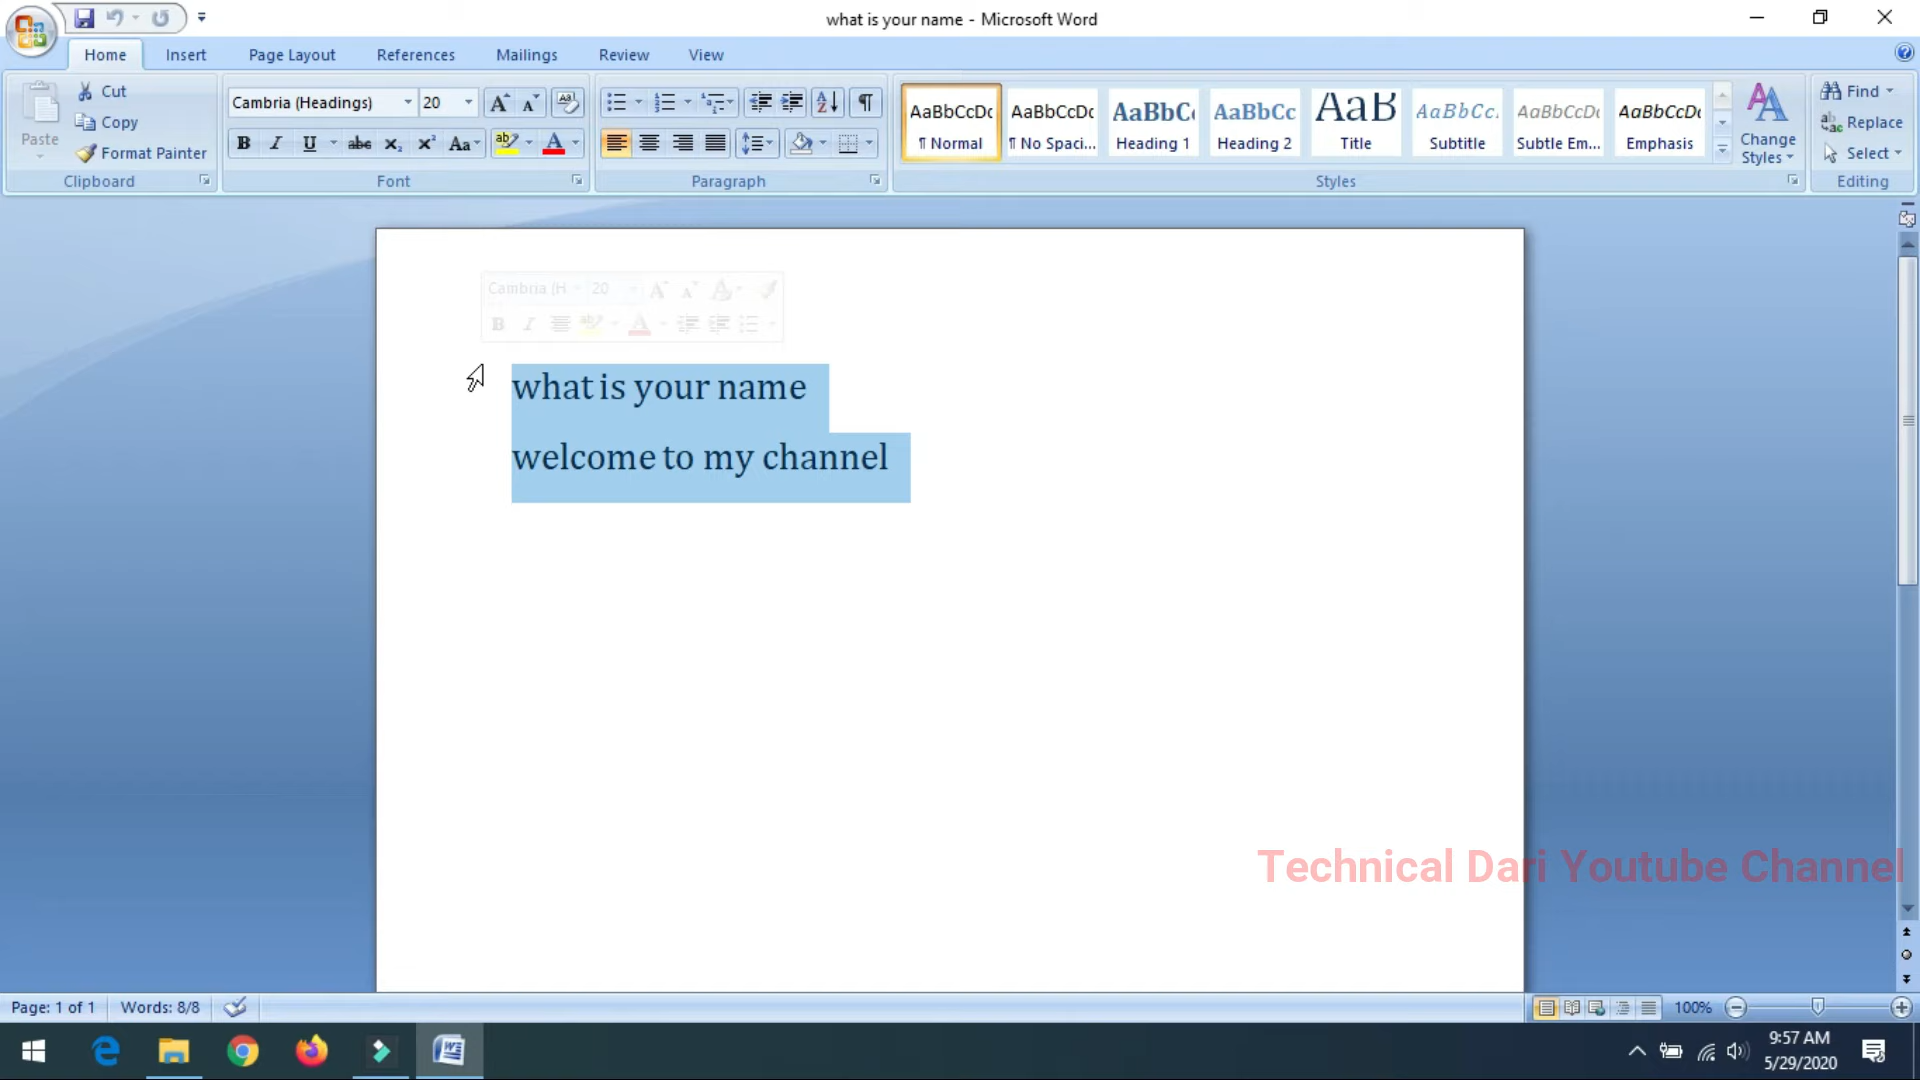 what is your name - Microsoft Word
Home Insert Page Layout References Mailings Review View
Paste
Cut
Copy
Format Painter
Clipboard
Cambria (Headings) 20
Font
Paragraph
AaBbCcDc AaBbCcDc AaBbC AaBbCc AaB AaBbCc. AaBbCcDc AaBbCcDc
¶ Normal ¶ No Spaci... Heading 1 Heading 2 Title Subtitle Subtle Em... Emphasis
Styles
Change Styles
Find
Replace
Select
Editing
Cambria (H 20
what is your name
welcome to my channel
Technical Dari Youtube Channel
Page: 1 of 1 Words: 8/8 100%
9:57 AM
5/29/2020